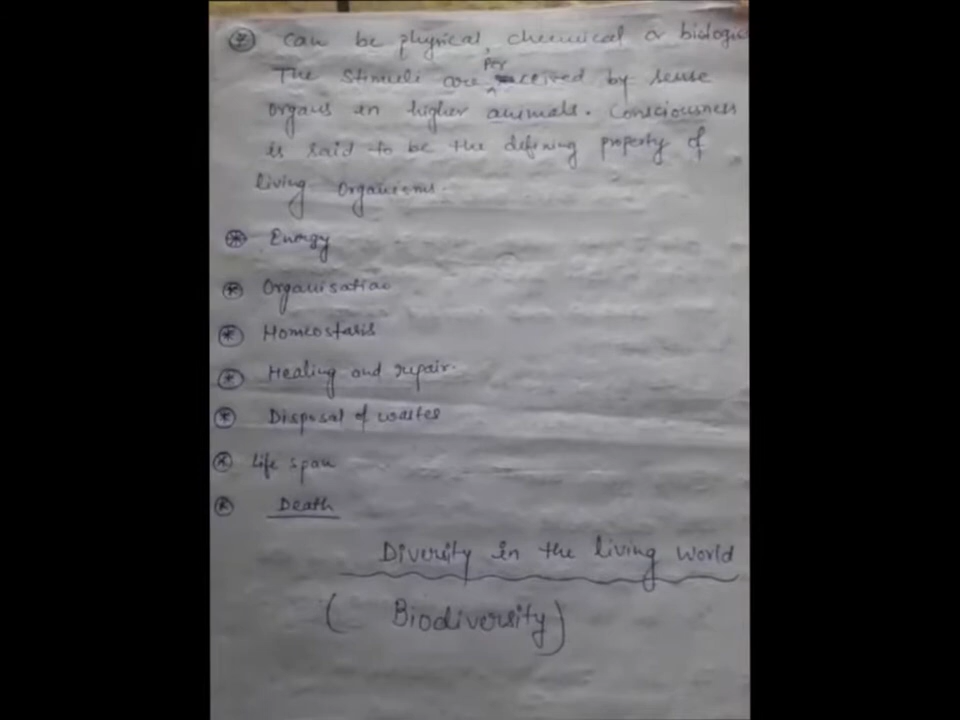 can be physical, chemical or biologic
The stimuli are perceived by sense
organs in higher animals. Consciousness
is said to be the defining property of
living organisms.
Energy
Organisation
Homeostasis
Healing and repair.
Disposal of wastes
Life span
Death
Diversity in the living world
(Biodiversity)